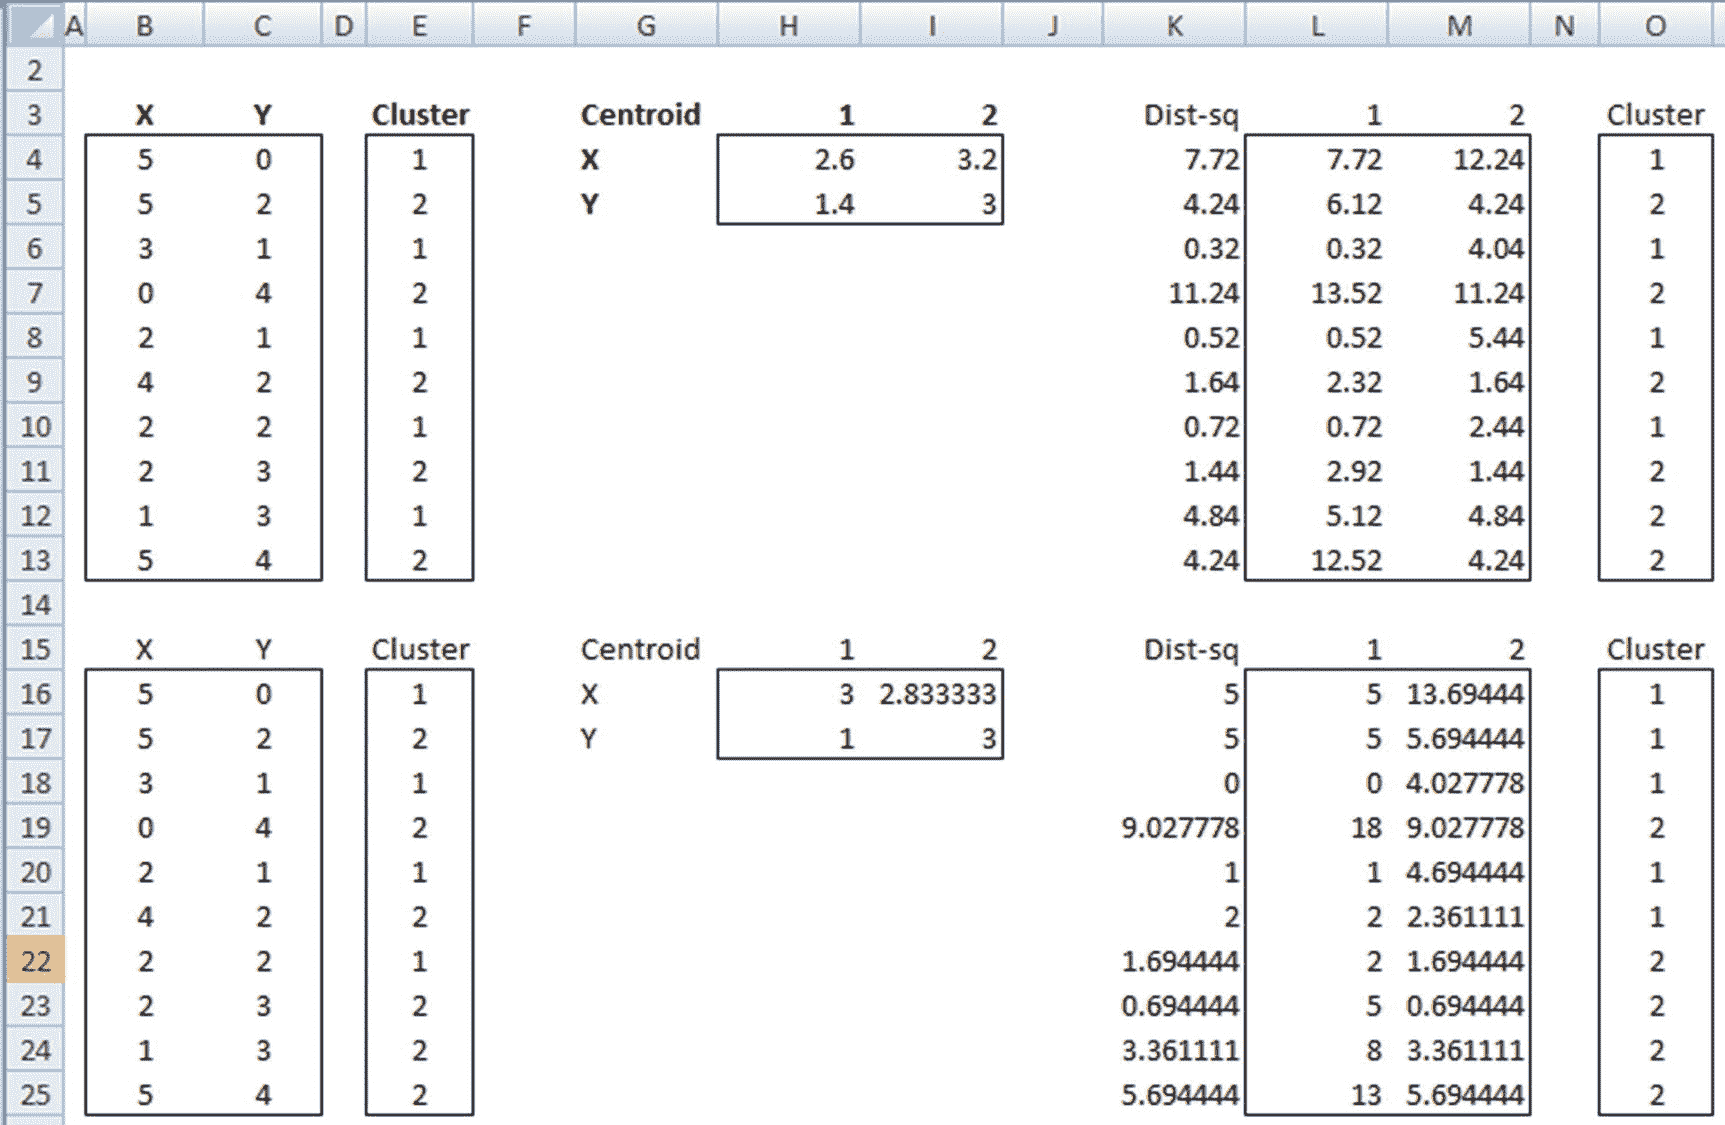 A B C D E F G H I J K L M N O
2
3 X Y Cluster Centroid 1 2 Dist-sq 1 2 Cluster
4 5 0 1 X 2.6 3.2 7.72 7.72 12.24 1
5 5 2 2 Y 1.4 3 4.24 6.12 4.24 2
6 3 1 1 0.32 0.32 4.04 1
7 0 4 2 11.24 13.52 11.24 2
8 2 1 1 0.52 0.52 5.44 1
9 4 2 2 1.64 2.32 1.64 2
10 2 2 1 0.72 0.72 2.44 1
11 2 3 2 1.44 2.92 1.44 2
12 1 3 1 4.84 5.12 4.84 2
13 5 4 2 4.24 12.52 4.24 2
14
15 X Y Cluster Centroid 1 2 Dist-sq 1 2 Cluster
16 5 0 1 X 3 2.833333 5 5 13.69444 1
17 5 2 2 Y 1 3 5 5 5.694444 1
18 3 1 1 0 0 4.027778 1
19 0 4 2 9.027778 18 9.027778 2
20 2 1 1 1 1 4.694444 1
21 4 2 2 2 2 2.361111 1
22 2 2 1 1.694444 2 1.694444 2
23 2 3 2 0.694444 5 0.694444 2
24 1 3 2 3.361111 8 3.361111 2
25 5 4 2 5.694444 13 5.694444 2